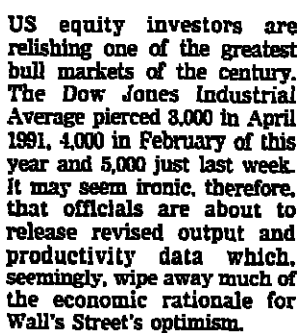 US equity investors are
relishing one of the greatest
bull markets of the century.
The Dow Jones Industrial
Average pierced 3,000 in April
1991, 4,000 in February of this
year and 5,000 just last week.
It may seem ironic, therefore,
that officials are about to
release revised output and
productivity data which,
seemingly, wipe away much of
the economic rationale for
Wall's Street's optimism.